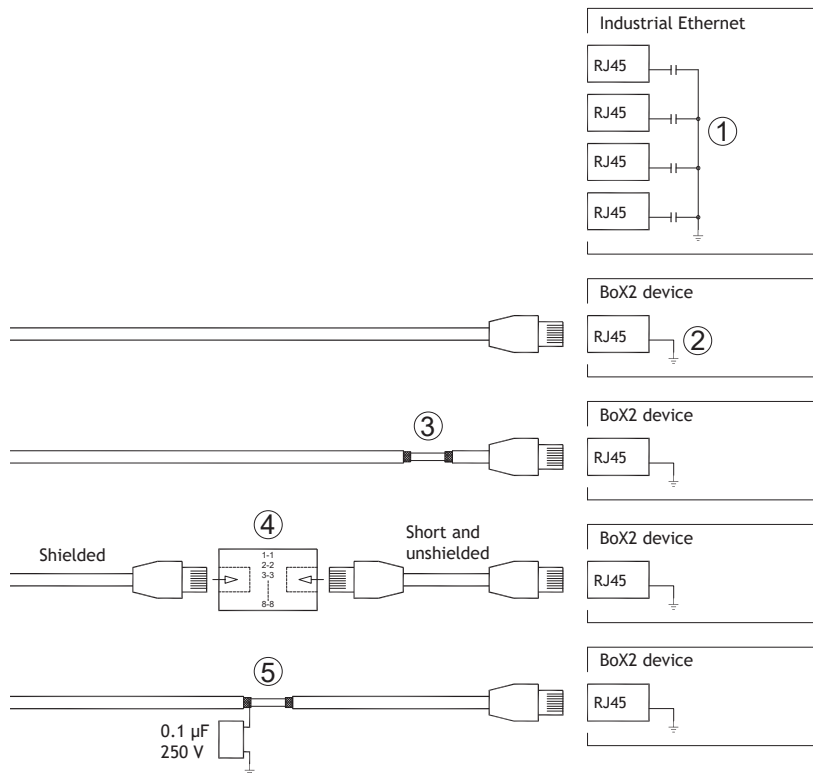 Industrial Ethernet
RJ45
RJ45
①
RJ45
RJ45
BoX2 device
RJ45
②
BoX2 device
③
RJ45
BoX2 device
④
Shielded
1-1
2-2
3-3
8-8
Short and
unshielded
RJ45
BoX2 device
⑤
RJ45
0.1 µF
250 V